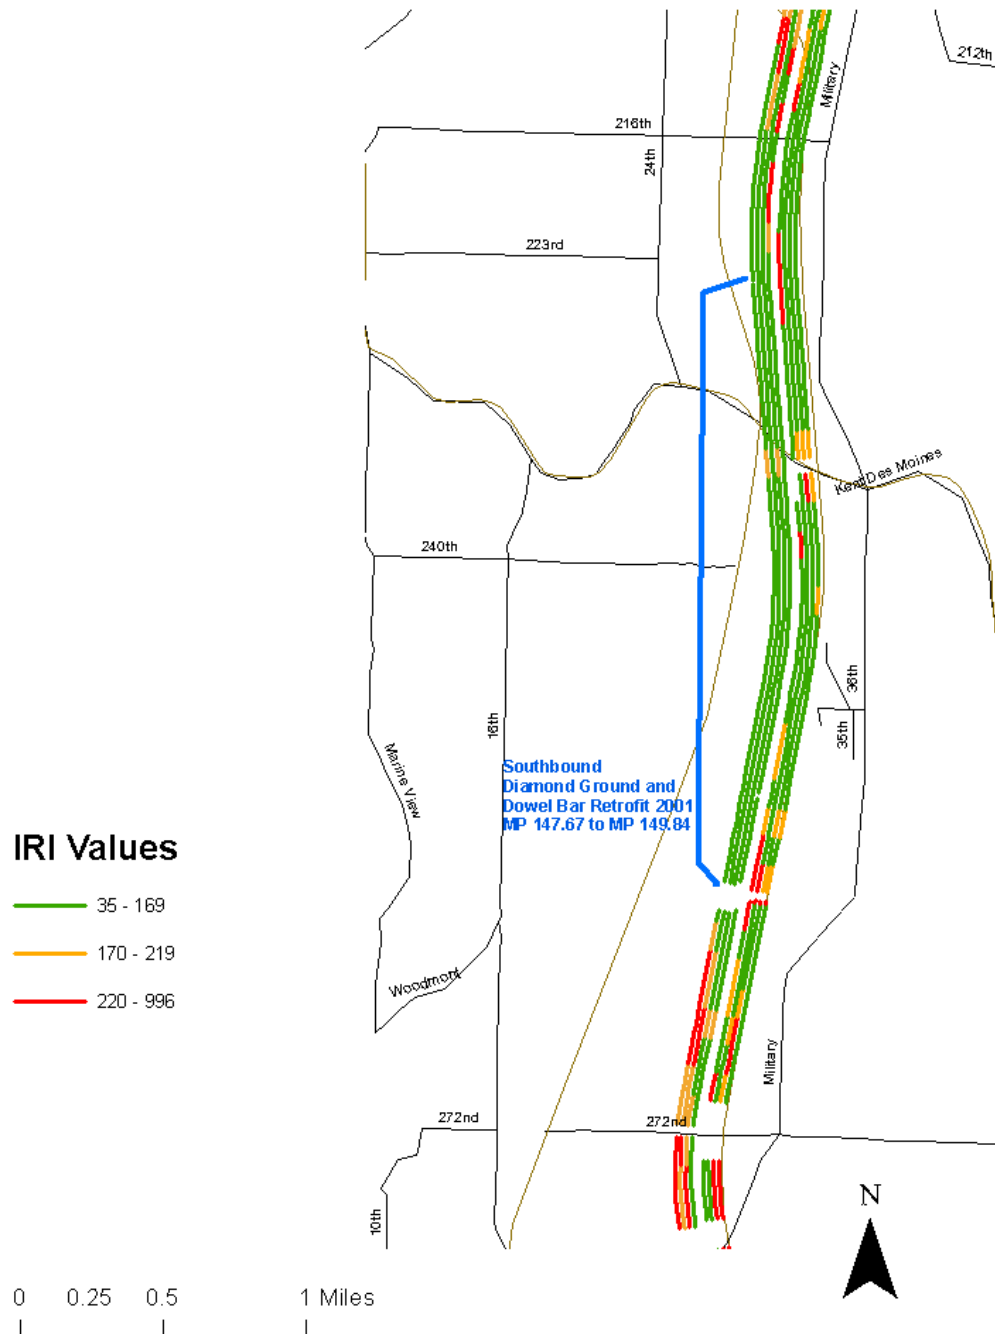 212th
Military
216th
24th
223rd
Kent Des Moines
240th
36th
35th
16th
Marine View
Southbound
Diamond Ground and
Dowel Bar Retrofit 2001
MP 147.67 to MP 149.84
IRI Values
35 - 169
170 - 219
220 - 996
Woodmont
Military
272nd
272nd
10th
N
0 0.25 0.5 1 Miles